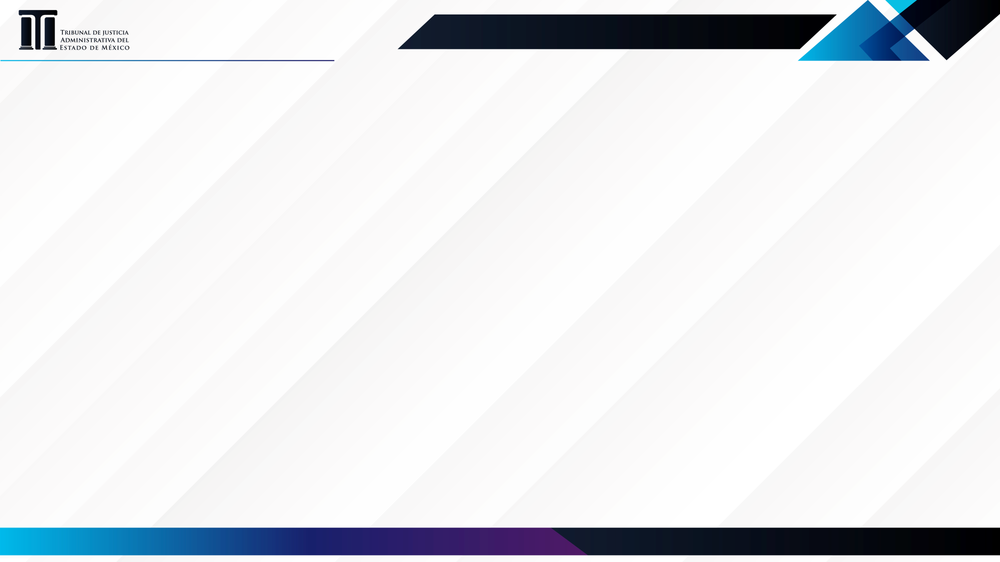 Tribunal de justicia
Administrativa del
Estado de México